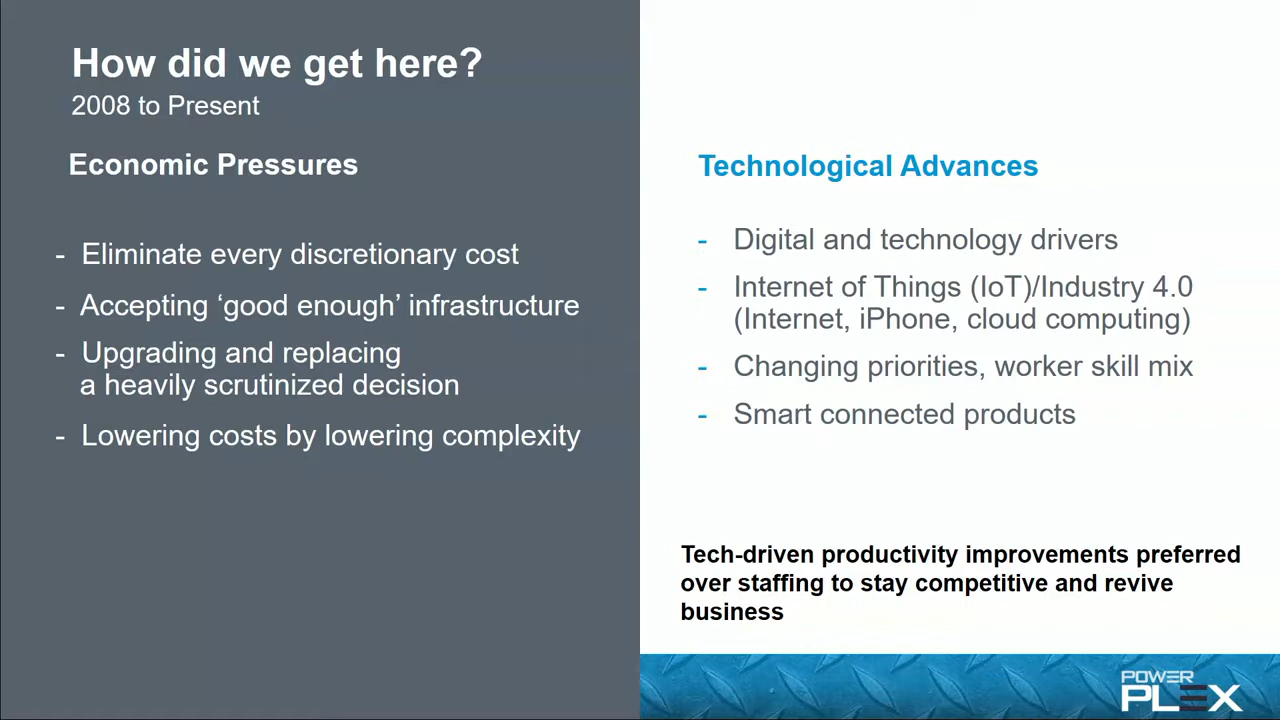 How did we get here?
2008 to Present
Economic Pressures
- Eliminate every discretionary cost
- Accepting ‘good enough’ infrastructure
- Upgrading and replacing
a heavily scrutinized decision
- Lowering costs by lowering complexity
Technological Advances
- Digital and technology drivers
- Internet of Things (IoT)/Industry 4.0
(Internet, iPhone, cloud computing)
- Changing priorities, worker skill mix
- Smart connected products
Tech-driven productivity improvements preferred
over staffing to stay competitive and revive
business
POWER
PLEX